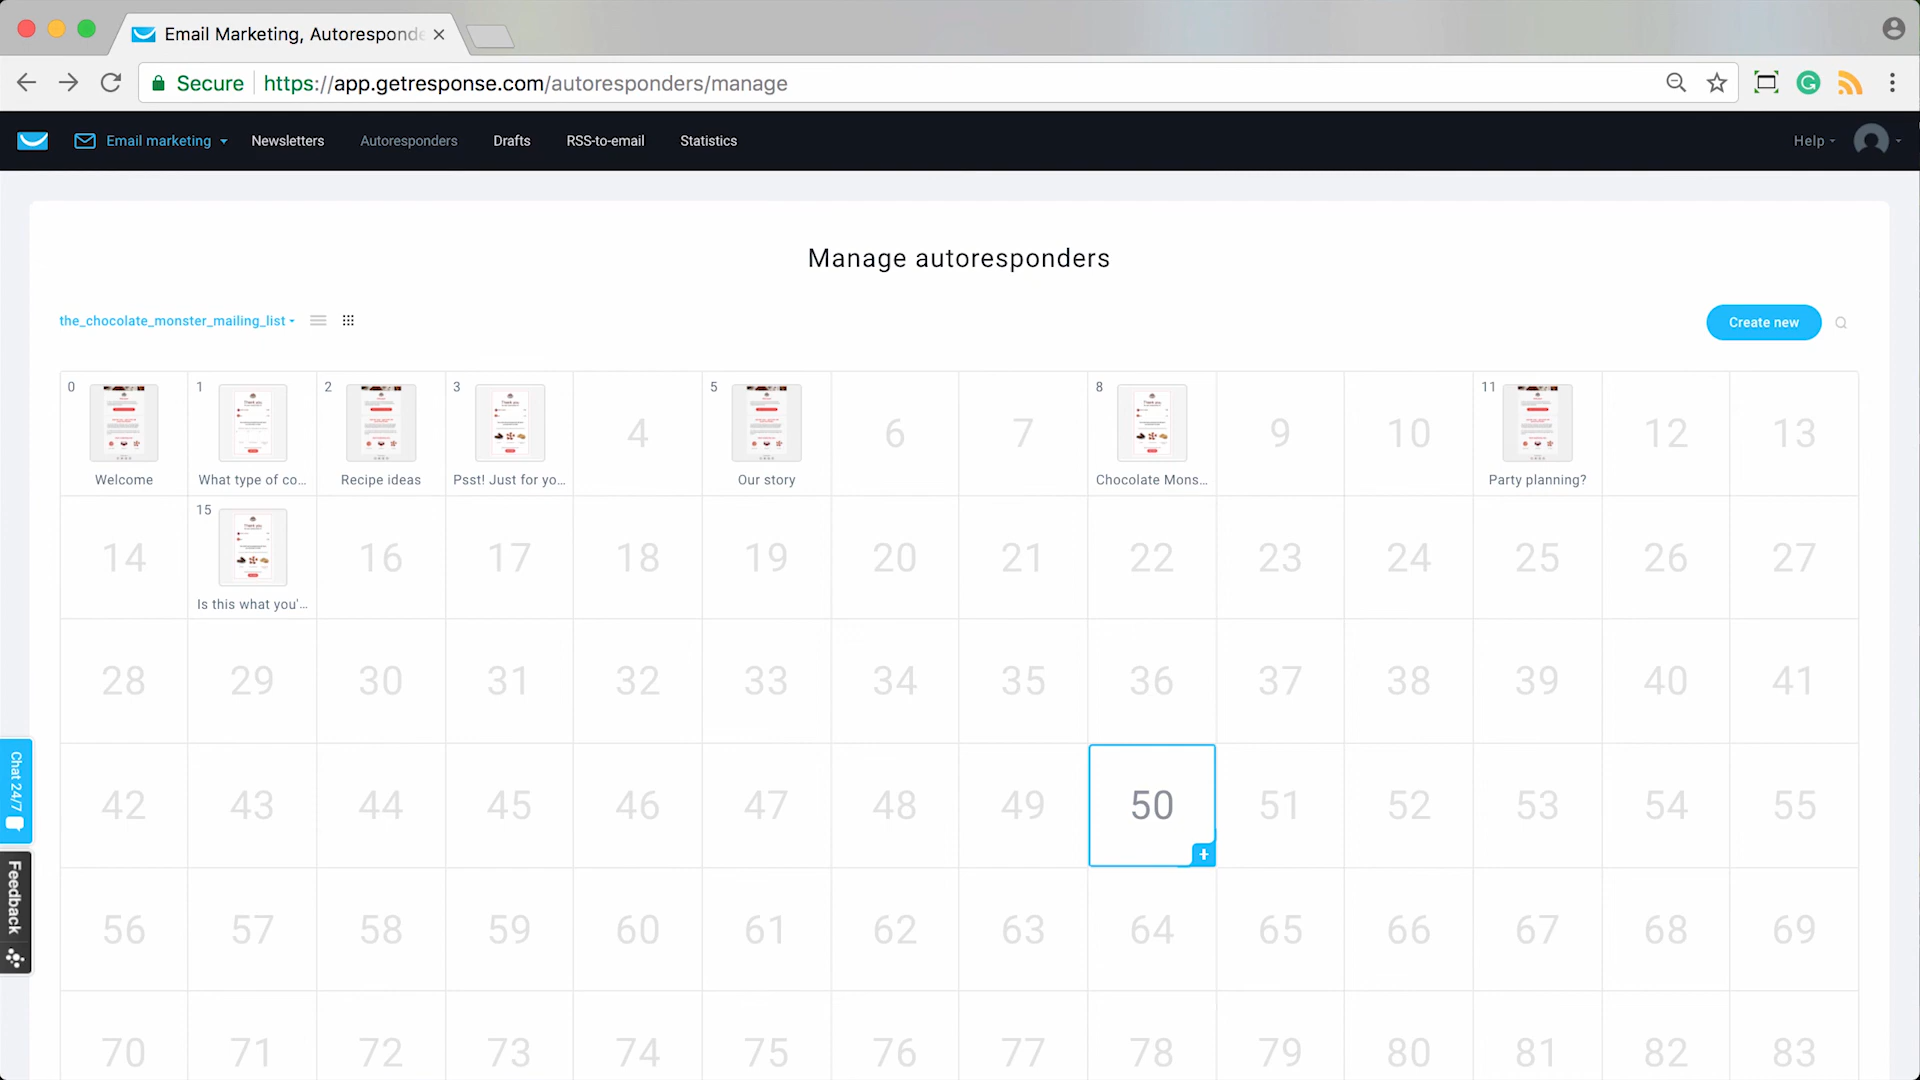 Email Marketing, Autoresponde
Secure https://app.getresponse.com/autoresponders/manage
Email marketing Newsletters Autoresponders Drafts RSS-to-email Statistics Help
Manage autoresponders
the_chocolate_monster_mailing_list Create new
0 1 2 3 4 5 6 7 8 9 10 11 12 13
Welcome What type of co... Recipe ideas Psst! Just for yo... Our story Chocolate Mons... Party planning?
14 15 16 17 18 19 20 21 22 23 24 25 26 27
Is this what you'...
28 29 30 31 32 33 34 35 36 37 38 39 40 41
42 43 44 45 46 47 48 49 50 51 52 53 54 55
+
56 57 58 59 60 61 62 63 64 65 66 67 68 69
70 71 72 73 74 75 76 77 78 79 80 81 82 83
Chat 24/7
Feedback